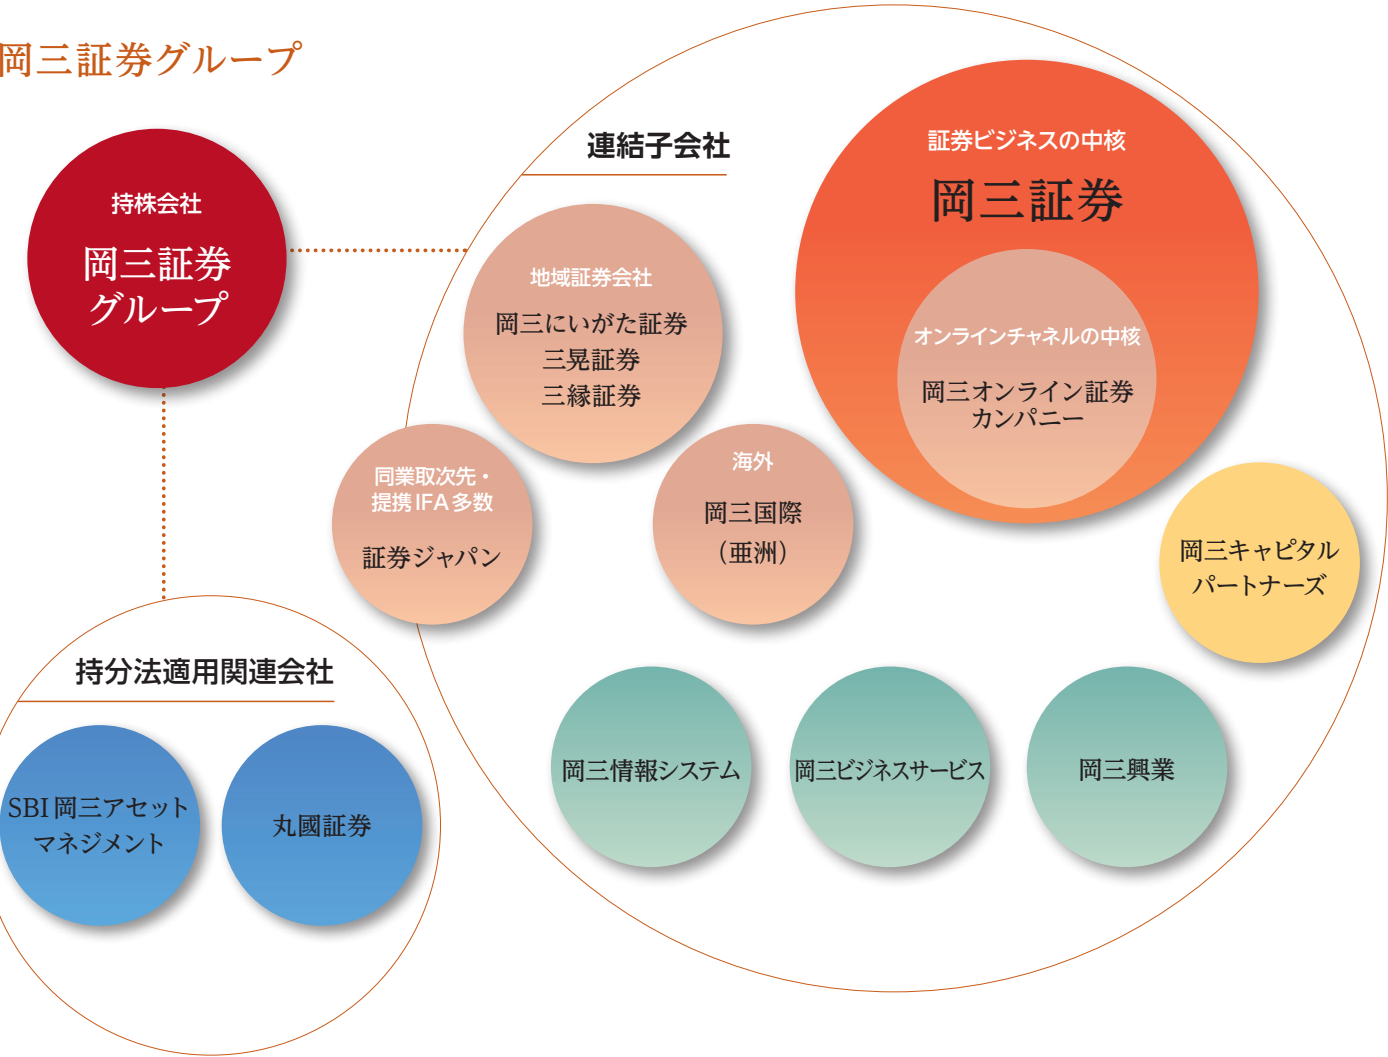 岡三証券グループ
持株会社
岡三証券
グループ
連結子会社
証券ビジネスの中核
岡三証券
オンラインチャネルの中核
岡三オンライン証券
カンパニー
地域証券会社
岡三にいがた証券
三晃証券
三縁証券
同業取次先・
提携IFA多数
証券ジャパン
海外
岡三国際
（亜洲）
岡三キャピタル
パートナーズ
岡三情報システム
岡三ビジネスサービス
岡三興業
持分法適用関連会社
SBI岡三アセット
マネジメント
丸國証券